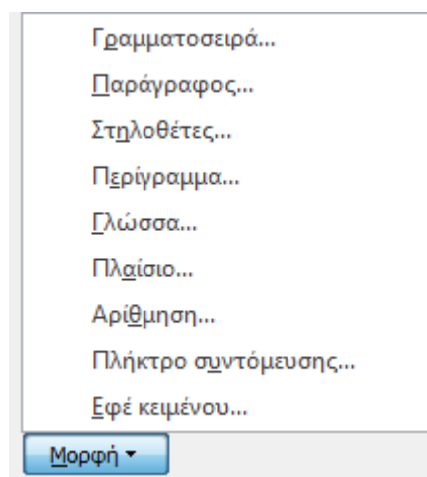 Γραμματοσειρά...
Παράγραφος...
Στηλοθέτες...
Περίγραμμα...
Γλώσσα...
Πλαίσιο...
Αρίθμηση...
Πλήκτρο συντόμευσης...
Εφέ κειμένου...
Μορφή